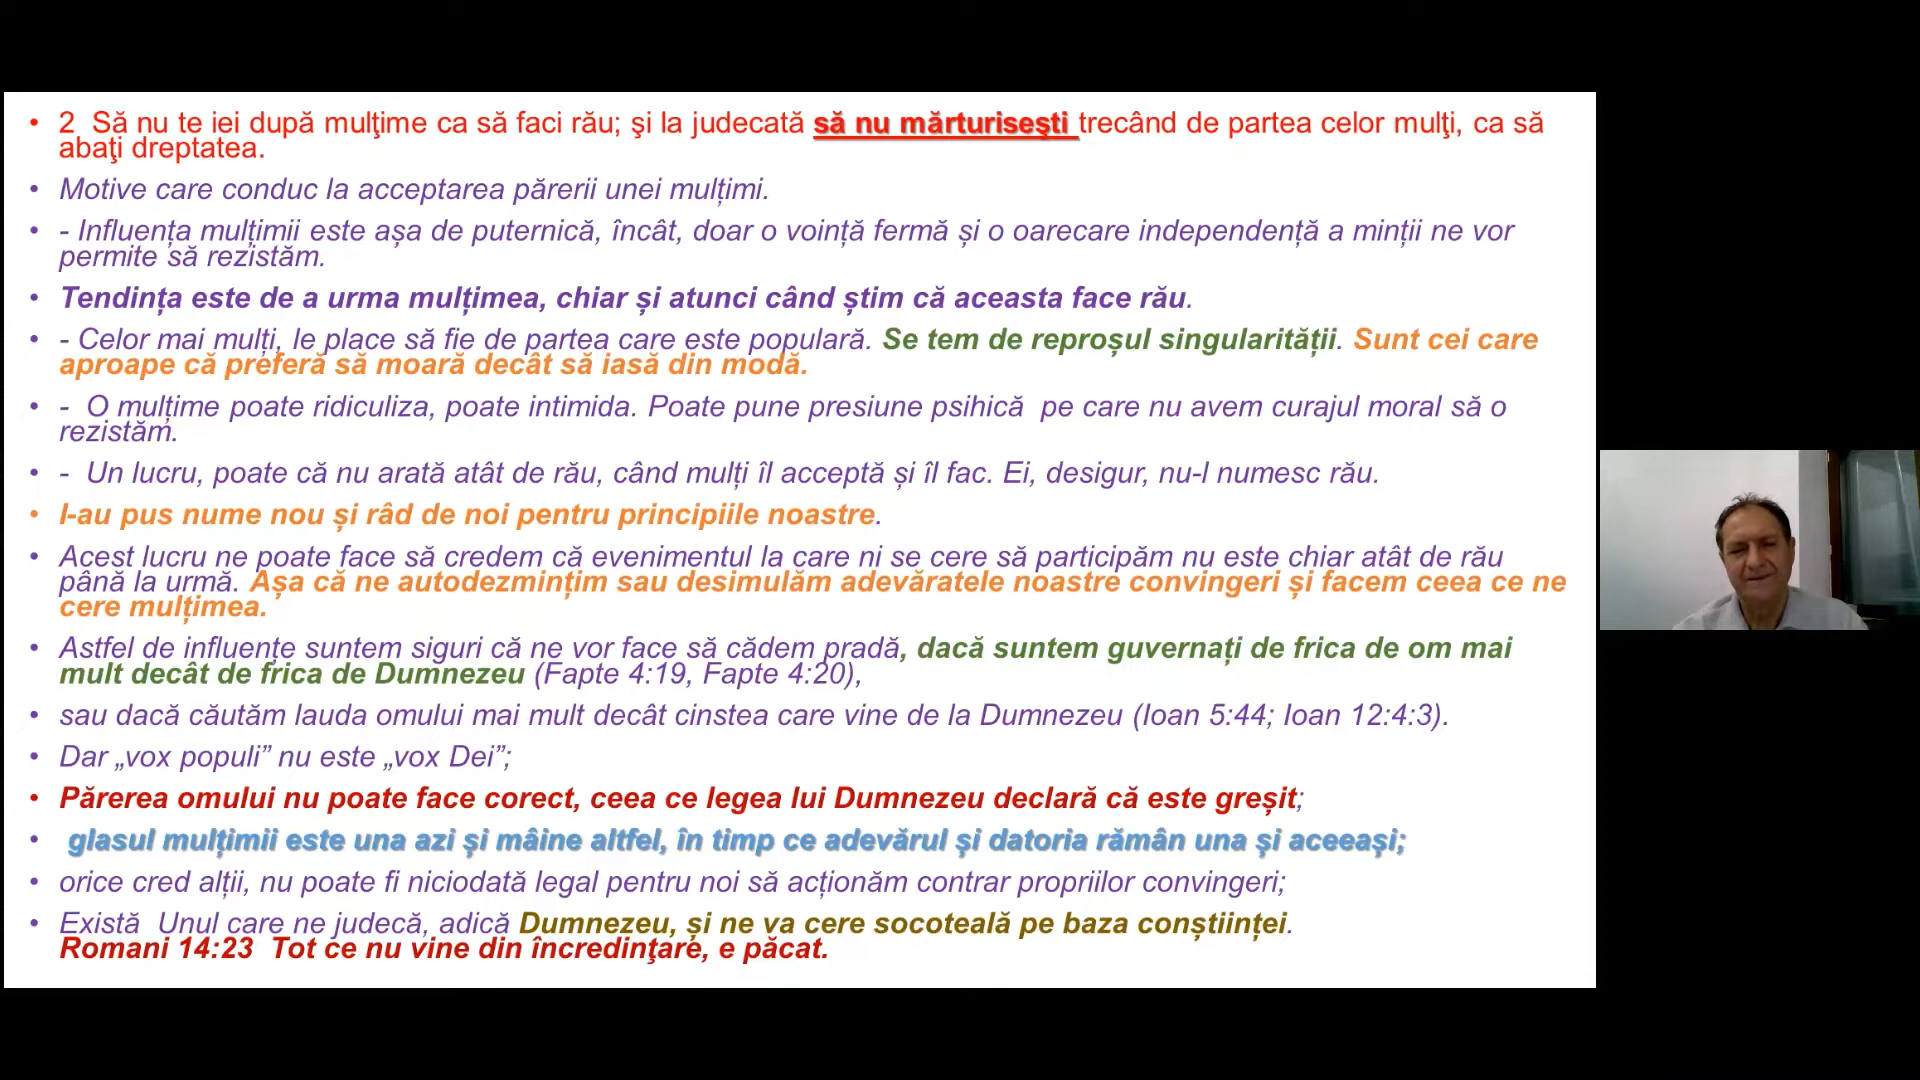 • 2 Să nu te iei după mulţime ca să faci rău; şi la judecată să nu mărturiseşti trecând de partea celor mulţi, ca să
abaţi dreptatea.
• Motive care conduc la acceptarea părerii unei mulțimi.
• - Influența mulțimii este așa de puternică, încât, doar o voință fermă și o oarecare independență a minții ne vor
permite să rezistăm.
• Tendința este de a urma mulțimea, chiar și atunci când știm că aceasta face rău.
• - Celor mai mulți, le place să fie de partea care este populară. Se tem de reproșul singularității. Sunt cei care
aproape că preferă să moară decât să iasă din modă.
• - O mulțime poate ridiculiza, poate intimida. Poate pune presiune psihică pe care nu avem curajul moral să o
rezistăm.
• - Un lucru, poate că nu arată atât de rău, când mulți îl acceptă și îl fac. Ei, desigur, nu-l numesc rău.
• I-au pus nume nou și râd de noi pentru principiile noastre.
• Acest lucru ne poate face să credem că evenimentul la care ni se cere să participăm nu este chiar atât de rău
până la urmă. Așa că ne autodezmințim sau desimulăm adevăratele noastre convingeri și facem ceea ce ne
cere mulțimea.
• Astfel de influențe suntem siguri că ne vor face să cădem pradă, dacă suntem guvernați de frica de om mai
mult decât de frica de Dumnezeu (Fapte 4:19, Fapte 4:20),
• sau dacă căutăm lauda omului mai mult decât cinstea care vine de la Dumnezeu (Ioan 5:44; Ioan 12:4:3).
• Dar „vox populi” nu este „vox Dei”;
• Părerea omului nu poate face corect, ceea ce legea lui Dumnezeu declară că este greșit;
• glasul mulțimii este una azi și mâine altfel, în timp ce adevărul și datoria rămân una și aceeași;
• orice cred alții, nu poate fi niciodată legal pentru noi să acționăm contrar propriilor convingeri;
• Există Unul care ne judecă, adică Dumnezeu, și ne va cere socoteală pe baza conștiinței.
Romani 14:23 Tot ce nu vine din încredinţare, e păcat.